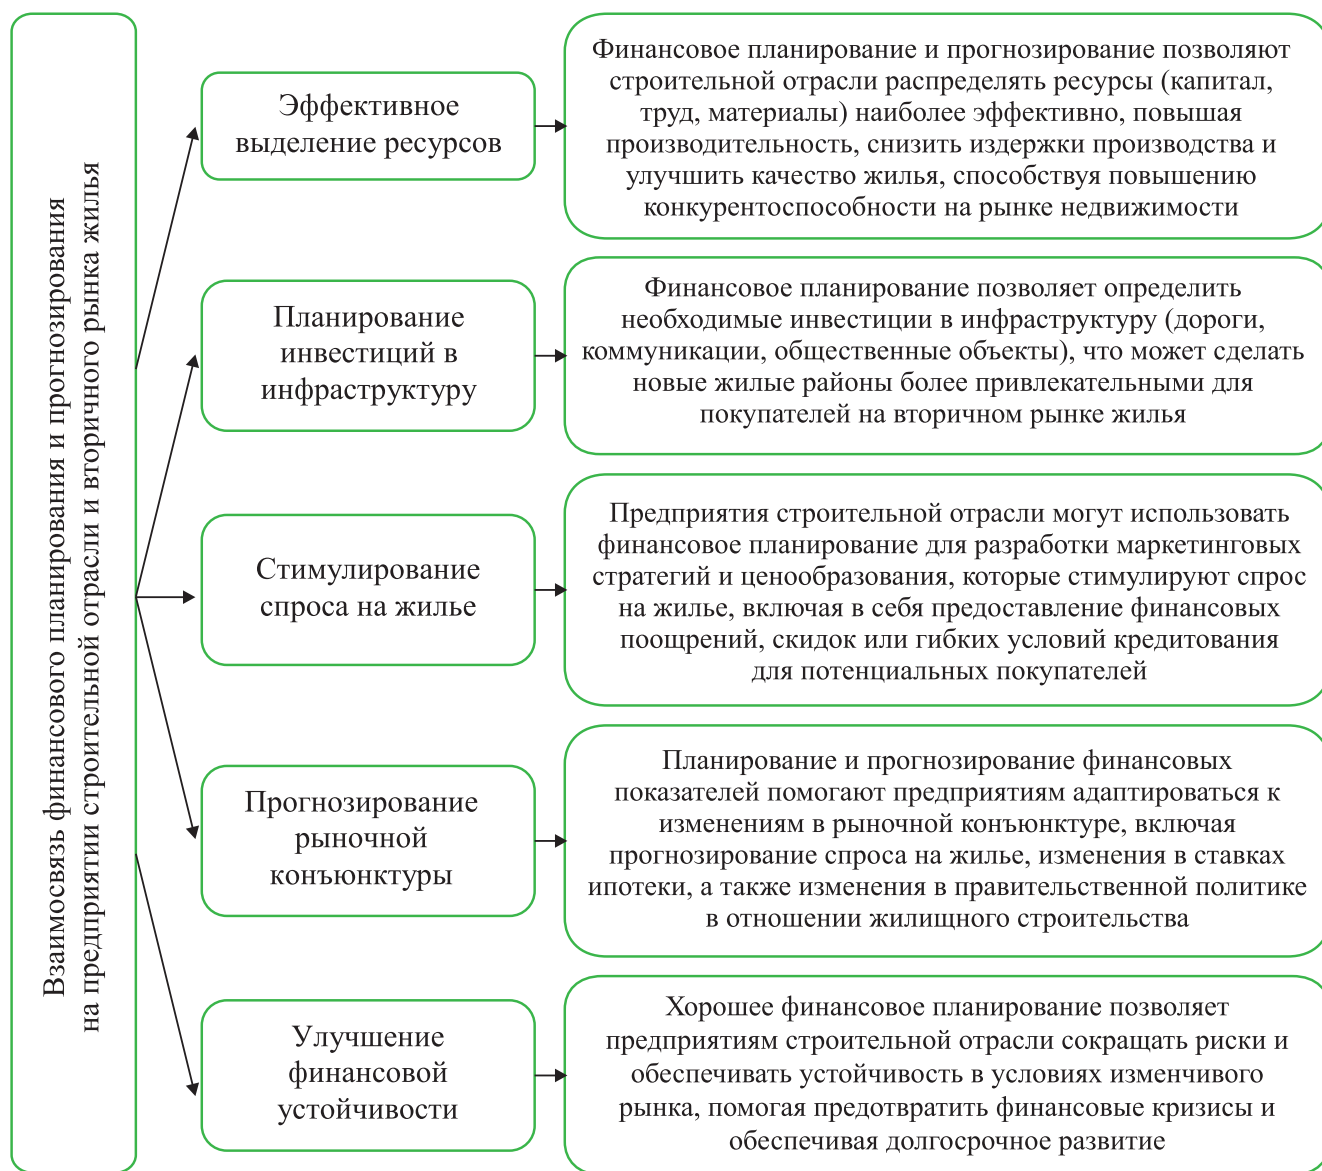 Взаимосвязь финансового планирования и прогнозирования
на предприятии строительной отрасли и вторичного рынка жилья
Эффективное
выделение ресурсов
Финансовое планирование и прогнозирование позволяют
строительной отрасли распределять ресурсы (капитал,
труд, материалы) наиболее эффективно, повышая
производительность, снизить издержки производства и
улучшить качество жилья, способствуя повышению
конкурентоспособности на рынке недвижимости
Планирование
инвестиций в
инфраструктуру
Финансовое планирование позволяет определить
необходимые инвестиции в инфраструктуру (дороги,
коммуникации, общественные объекты), что может сделать
новые жилые районы более привлекательными для
покупателей на вторичном рынке жилья
Стимулирование
спроса на жилье
Предприятия строительной отрасли могут использовать
финансовое планирование для разработки маркетинговых
стратегий и ценообразования, которые стимулируют спрос
на жилье, включая в себя предоставление финансовых
поощрений, скидок или гибких условий кредитования
для потенциальных покупателей
Прогнозирование
рыночной
конъюнктуры
Планирование и прогнозирование финансовых
показателей помогают предприятиям адаптироваться к
изменениям в рыночной конъюнктуре, включая
прогнозирование спроса на жилье, изменения в ставках
ипотеки, а также изменения в правительственной политике
в отношении жилищного строительства
Улучшение
финансовой
устойчивости
Хорошее финансовое планирование позволяет
предприятиям строительной отрасли сокращать риски и
обеспечивать устойчивость в условиях изменчивого
рынка, помогая предотвратить финансовые кризисы и
обеспечивая долгосрочное развитие